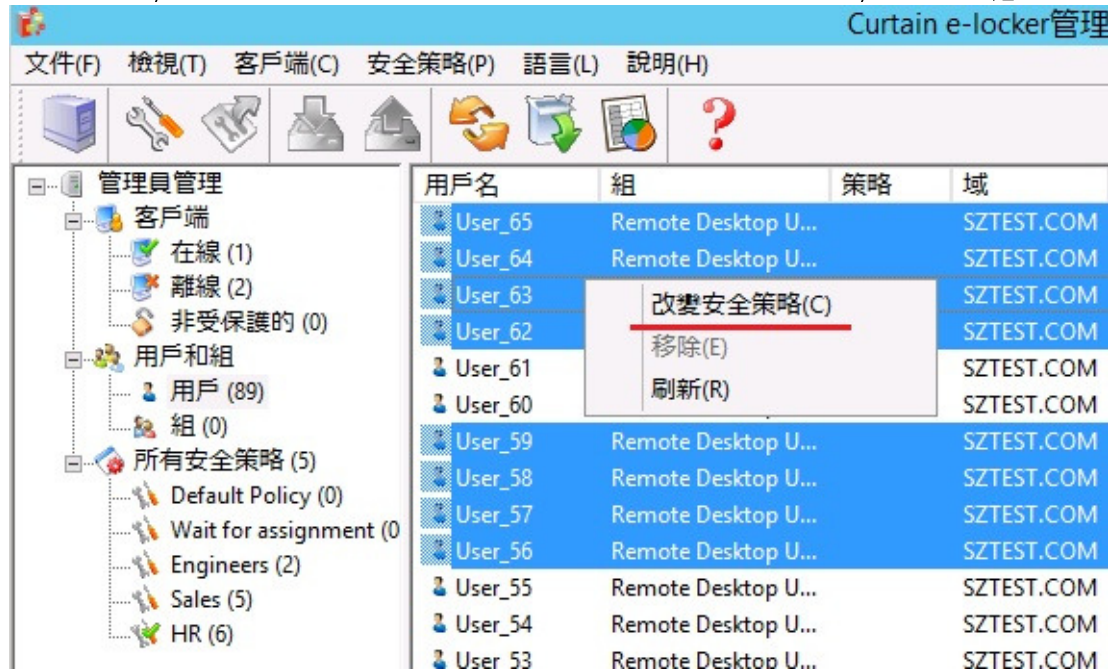 Curtain e-locker管理
文件(F) 檢視(T) 客戶端(C) 安全策略(P) 語言(L) 說明(H)
管理員管理
客戶端
在線 (1)
離線 (2)
非受保護的 (0)
用戶和組
用戶 (89)
組 (0)
所有安全策略 (5)
Default Policy (0)
Wait for assignment (0
Engineers (2)
Sales (5)
HR (6)
用戶名 組 策略 域
User_65 Remote Desktop U... SZTEST.COM
User_64 Remote Desktop U... SZTEST.COM
User_63 SZTEST.COM
User_62 SZTEST.COM
User_61 SZTEST.COM
User_60 SZTEST.COM
User_59 Remote Desktop U... SZTEST.COM
User_58 Remote Desktop U... SZTEST.COM
User_57 Remote Desktop U... SZTEST.COM
User_56 Remote Desktop U... SZTEST.COM
User_55 Remote Desktop U... SZTEST.COM
User_54 Remote Desktop U... SZTEST.COM
User_53 Remote Desktop U... SZTEST.COM
改變安全策略(C)
移除(E)
刷新(R)